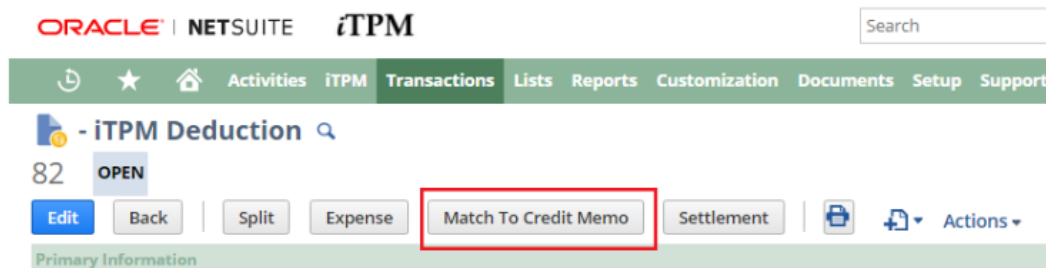 ORACLE | NETSUITE iTPM Search
Activities iTPM Transactions Lists Reports Customization Documents Setup Support
- iTPM Deduction
82 OPEN
Edit Back Split Expense Match To Credit Memo Settlement Actions
Primary Information